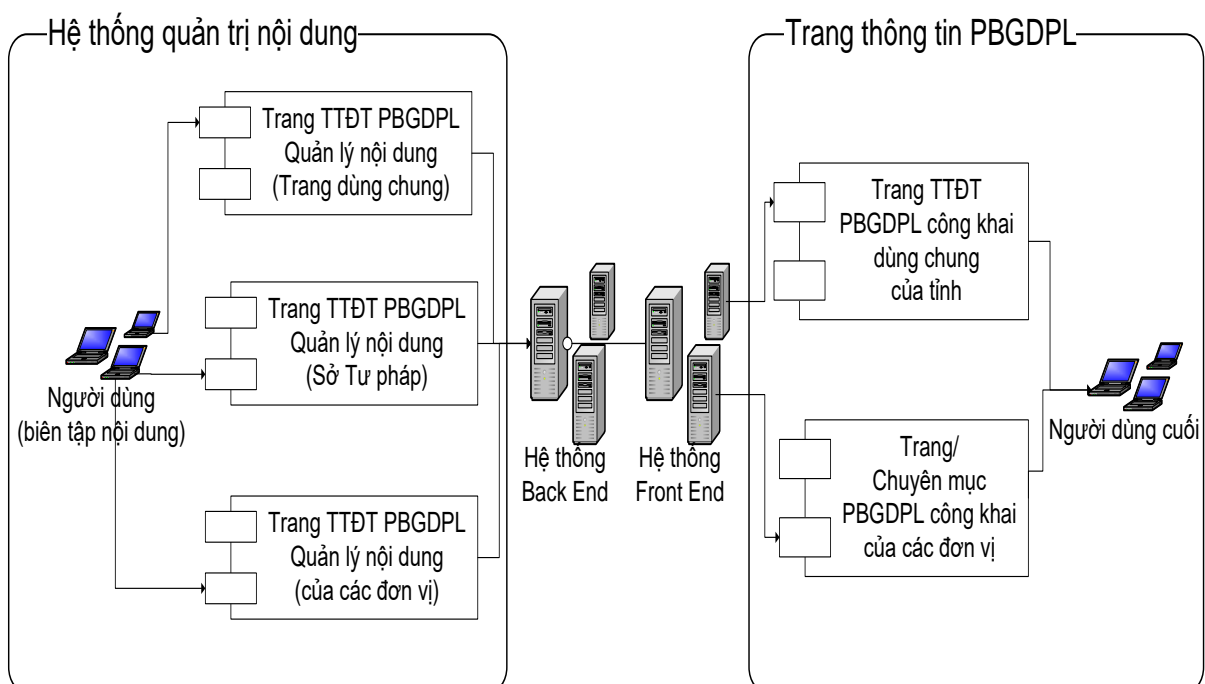 Hệ thống quản trị nội dung
Trang TTĐT PBGDPL
Quản lý nội dung
(Trang dùng chung)
Trang TTĐT PBGDPL
Quản lý nội dung
(Sở Tư pháp)
Trang TTĐT PBGDPL
Quản lý nội dung
(của các đơn vị)
Người dùng
(biên tập nội dung)
Hệ thống
Back End
Hệ thống
Front End
Trang thông tin PBGDPL
Trang TTĐT
PBGDPL công khai
dùng chung
của tỉnh
Trang/
Chuyên mục
PBGDPL công khai
của các đơn vị
Người dùng cuối